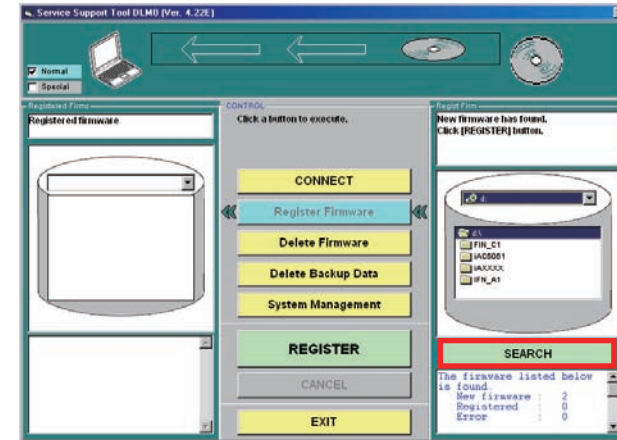 Service Support Tool DLM0 [Ver. 4.22E]
Normal
Special
Registered Firms
Registered firmware
CONTROL
Click a button to execute.
CONNECT
Register Firmware
Delete Firmware
Delete Backup Data
System Management
REGISTER
CANCEL
EXIT
Regist Firm
New firmware has found.
Click [REGISTER] button.
d:
d:\
FIN_C1
iAXXXX
IFN_A1
SEARCH
The firmware listed below
is found.
New firmware : 2
Registered : 0
Error : 0